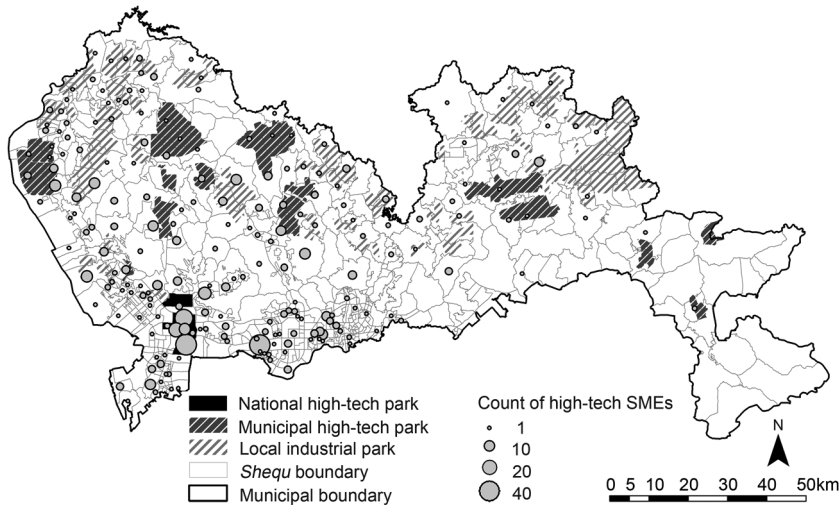 National high-tech park
Municipal high-tech park
Local industrial park
Shequ boundary
Municipal boundary
Count of high-tech SMEs
1
10
20
40
N
0 5 10 20 30 40 50km